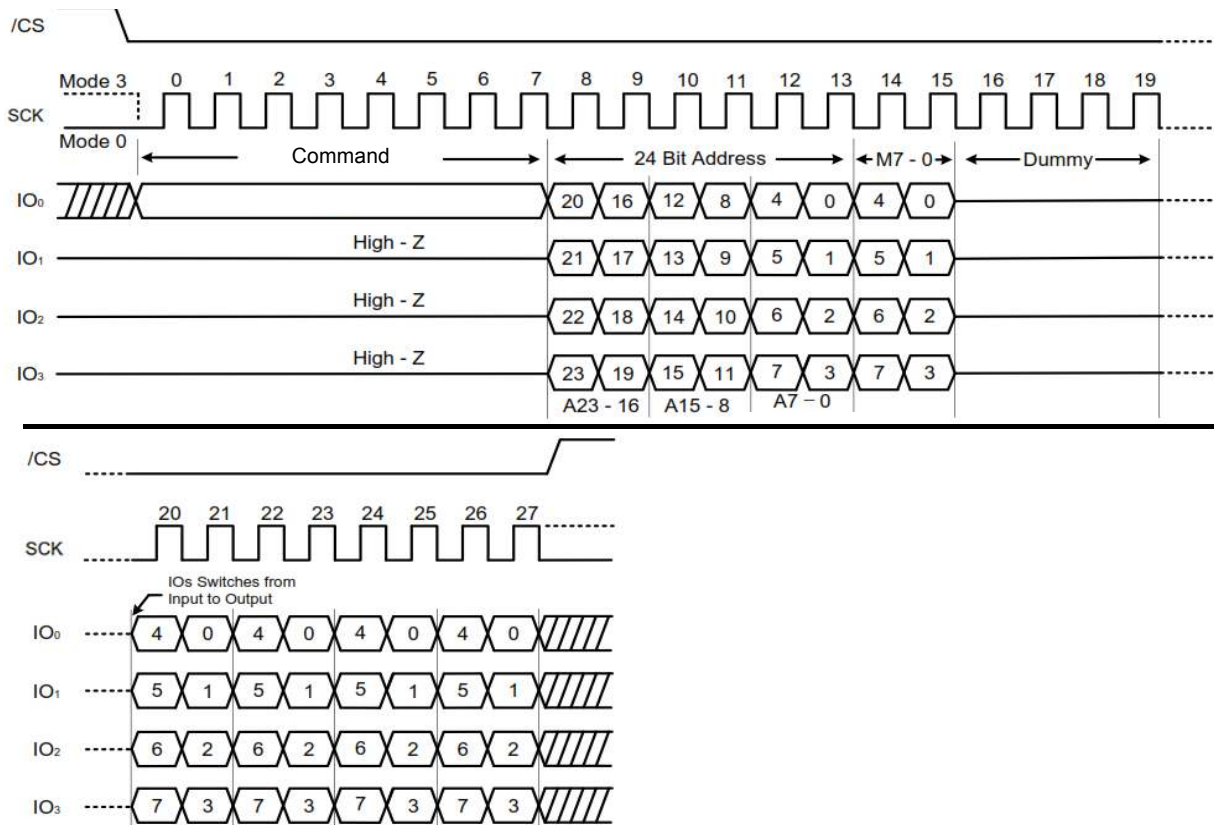 /CS
Mode 3 0 1 2 3 4 5 6 7 8 9 10 11 12 13 14 15 16 17 18 19
SCK
Mode 0
Command 24 Bit Address M7 - 0 Dummy
IO₀ 20 16 12 8 4 0 4 0
High - Z
IO₁ 21 17 13 9 5 1 5 1
High - Z
IO₂ 22 18 14 10 6 2 6 2
High - Z
IO₃ 23 19 15 11 7 3 7 3
A23 - 16 A15 - 8 A7 – 0
/CS
20 21 22 23 24 25 26 27
SCK
IOs Switches from
Input to Output
IO₀ 4 0 4 0 4 0 4 0
IO₁ 5 1 5 1 5 1 5 1
IO₂ 6 2 6 2 6 2 6 2
IO₃ 7 3 7 3 7 3 7 3